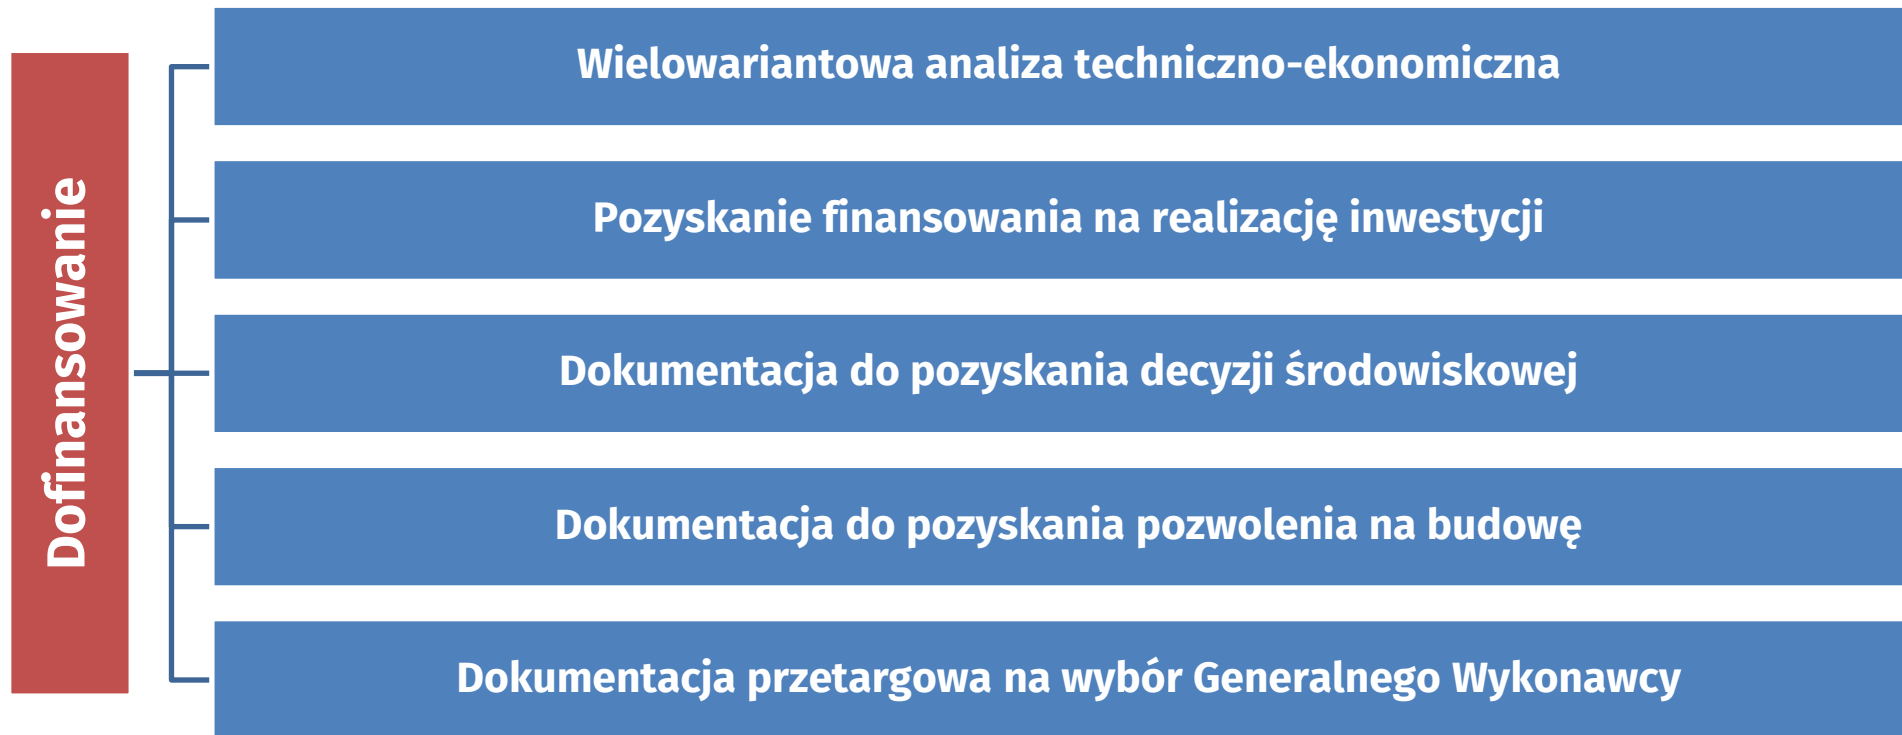 Dofinansowanie
Wielowariantowa analiza techniczno-ekonomiczna
Pozyskanie finansowania na realizację inwestycji
Dokumentacja do pozyskania decyzji środowiskowej
Dokumentacja do pozyskania pozwolenia na budowę
Dokumentacja przetargowa na wybór Generalnego Wykonawcy